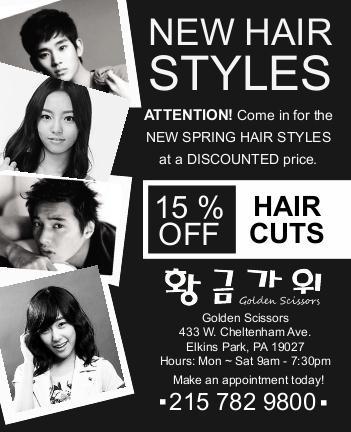 NEW HAIR
STYLES
ATTENTION! Come in for the
NEW SPRING HAIR STYLES
at a DISCOUNTED price.
15 %
OFF
HAIR
CUTS
황금가위
Golden Scissors
Golden Scissors
433 W. Cheltenham Ave.
Elkins Park, PA 19027
Hours: Mon ~ Sat 9am - 7:30pm
Make an appointment today!
▪215 782 9800▪